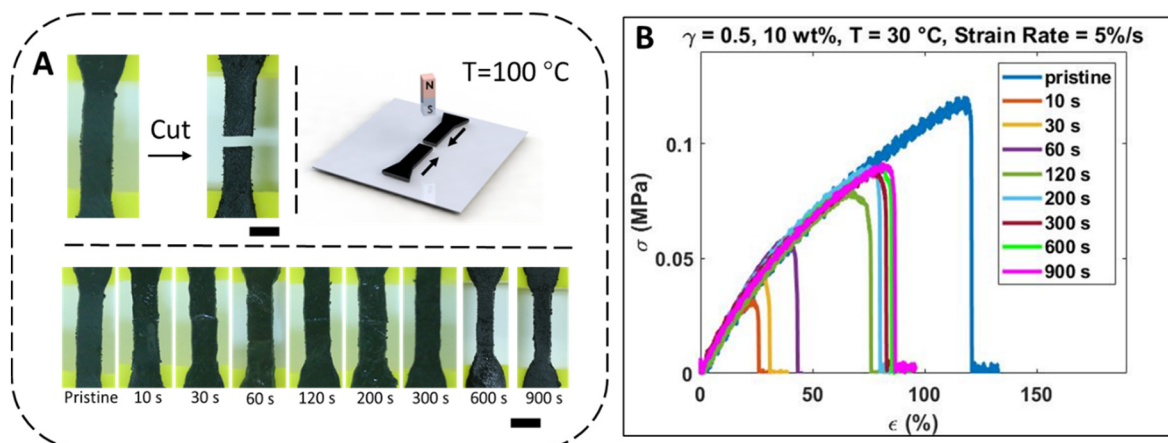 A
Cut
N
S
T=100 °C
Pristine 10 s 30 s 60 s 120 s 200 s 300 s 600 s 900 s
B
γ = 0.5, 10 wt%, T = 30 °C, Strain Rate = 5%/s
pristine
10 s
30 s
60 s
120 s
200 s
300 s
600 s
900 s
0.1
0.05
0
σ (MPa)
0 50 100 150
ϵ (%)